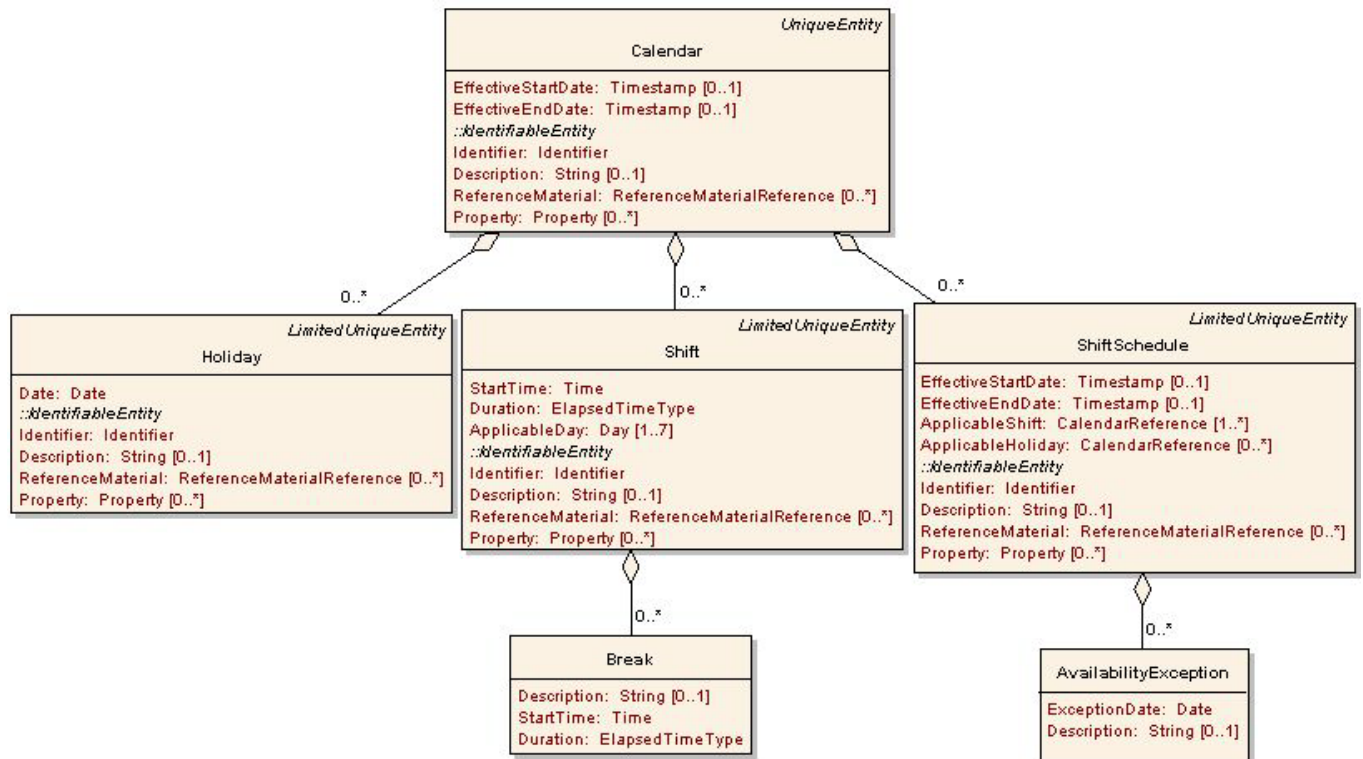 UniqueEntity
Calendar
EffectiveStartDate: Timestamp [0..1]
EffectiveEndDate: Timestamp [0..1]
::IdentifiableEntity
Identifier: Identifier
Description: String [0..1]
ReferenceMaterial: ReferenceMaterialReference [0..*]
Property: Property [0..*]
0..*
0..*
0..*
LimitedUniqueEntity
Holiday
Date: Date
::IdentifiableEntity
Identifier: Identifier
Description: String [0..1]
ReferenceMaterial: ReferenceMaterialReference [0..*]
Property: Property [0..*]
LimitedUniqueEntity
Shift
StartTime: Time
Duration: ElapsedTimeType
ApplicableDay: Day [1..7]
::IdentifiableEntity
Identifier: Identifier
Description: String [0..1]
ReferenceMaterial: ReferenceMaterialReference [0..*]
Property: Property [0..*]
LimitedUniqueEntity
ShiftSchedule
EffectiveStartDate: Timestamp [0..1]
EffectiveEndDate: Timestamp [0..1]
ApplicableShift: CalendarReference [1..*]
ApplicableHoliday: CalendarReference [0..*]
::IdentifiableEntity
Identifier: Identifier
Description: String [0..1]
ReferenceMaterial: ReferenceMaterialReference [0..*]
Property: Property [0..*]
0..*
Break
Description: String [0..1]
StartTime: Time
Duration: ElapsedTimeType
0..*
AvailabilityException
ExceptionDate: Date
Description: String [0..1]